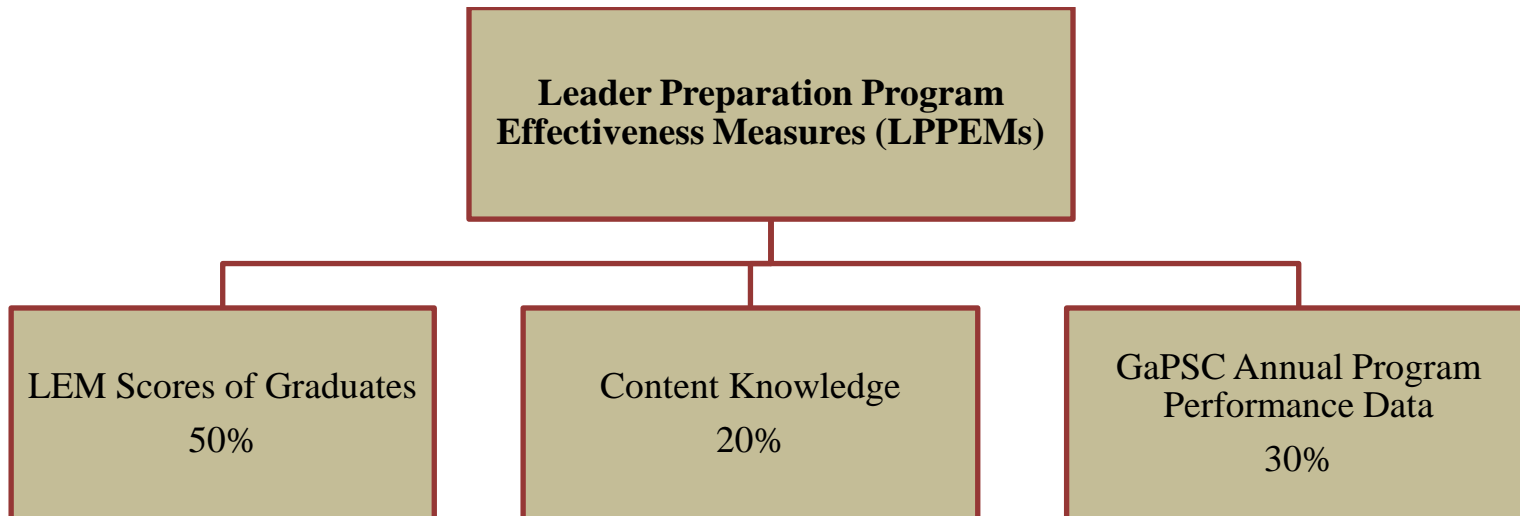 Leader Preparation Program
Effectiveness Measures (LPPEMs)
LEM Scores of Graduates
50%
Content Knowledge
20%
GaPSC Annual Program
Performance Data
30%